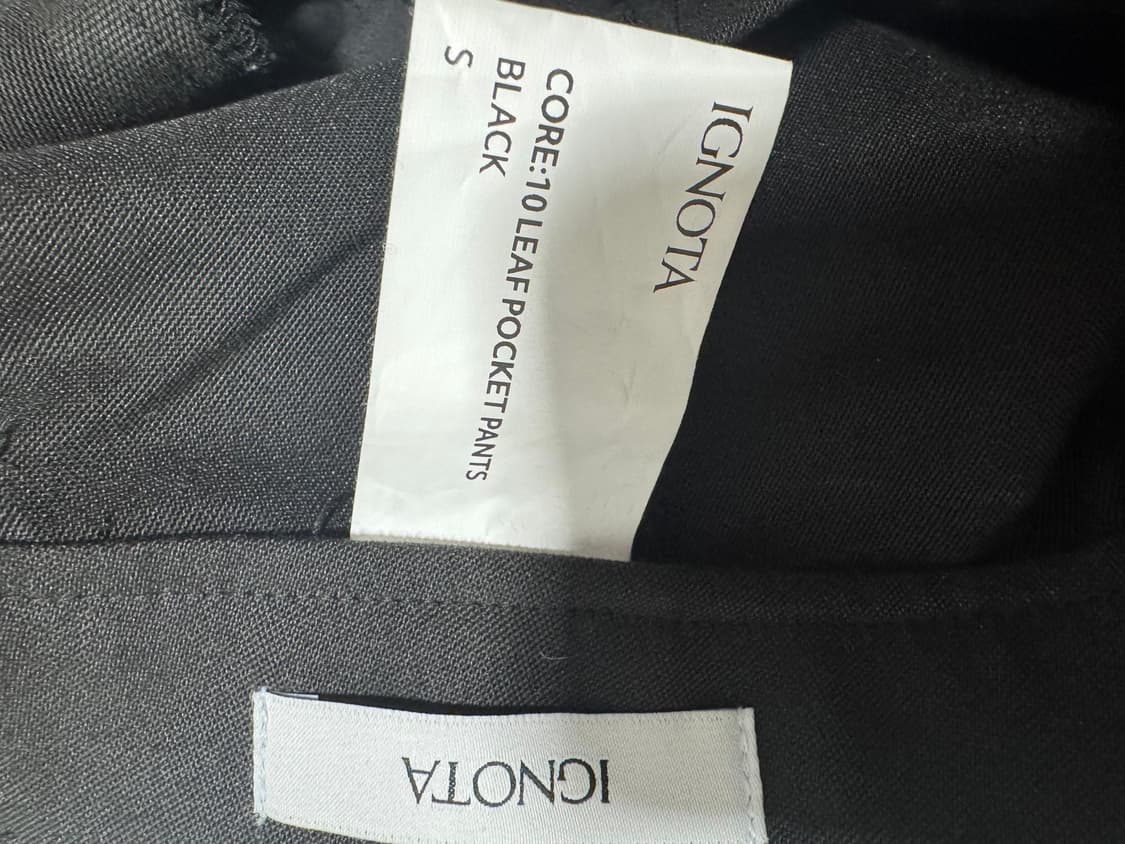 IGNOTA
CORE:10 LEAF POCKET PANTS
BLACK
S
IGNOTA